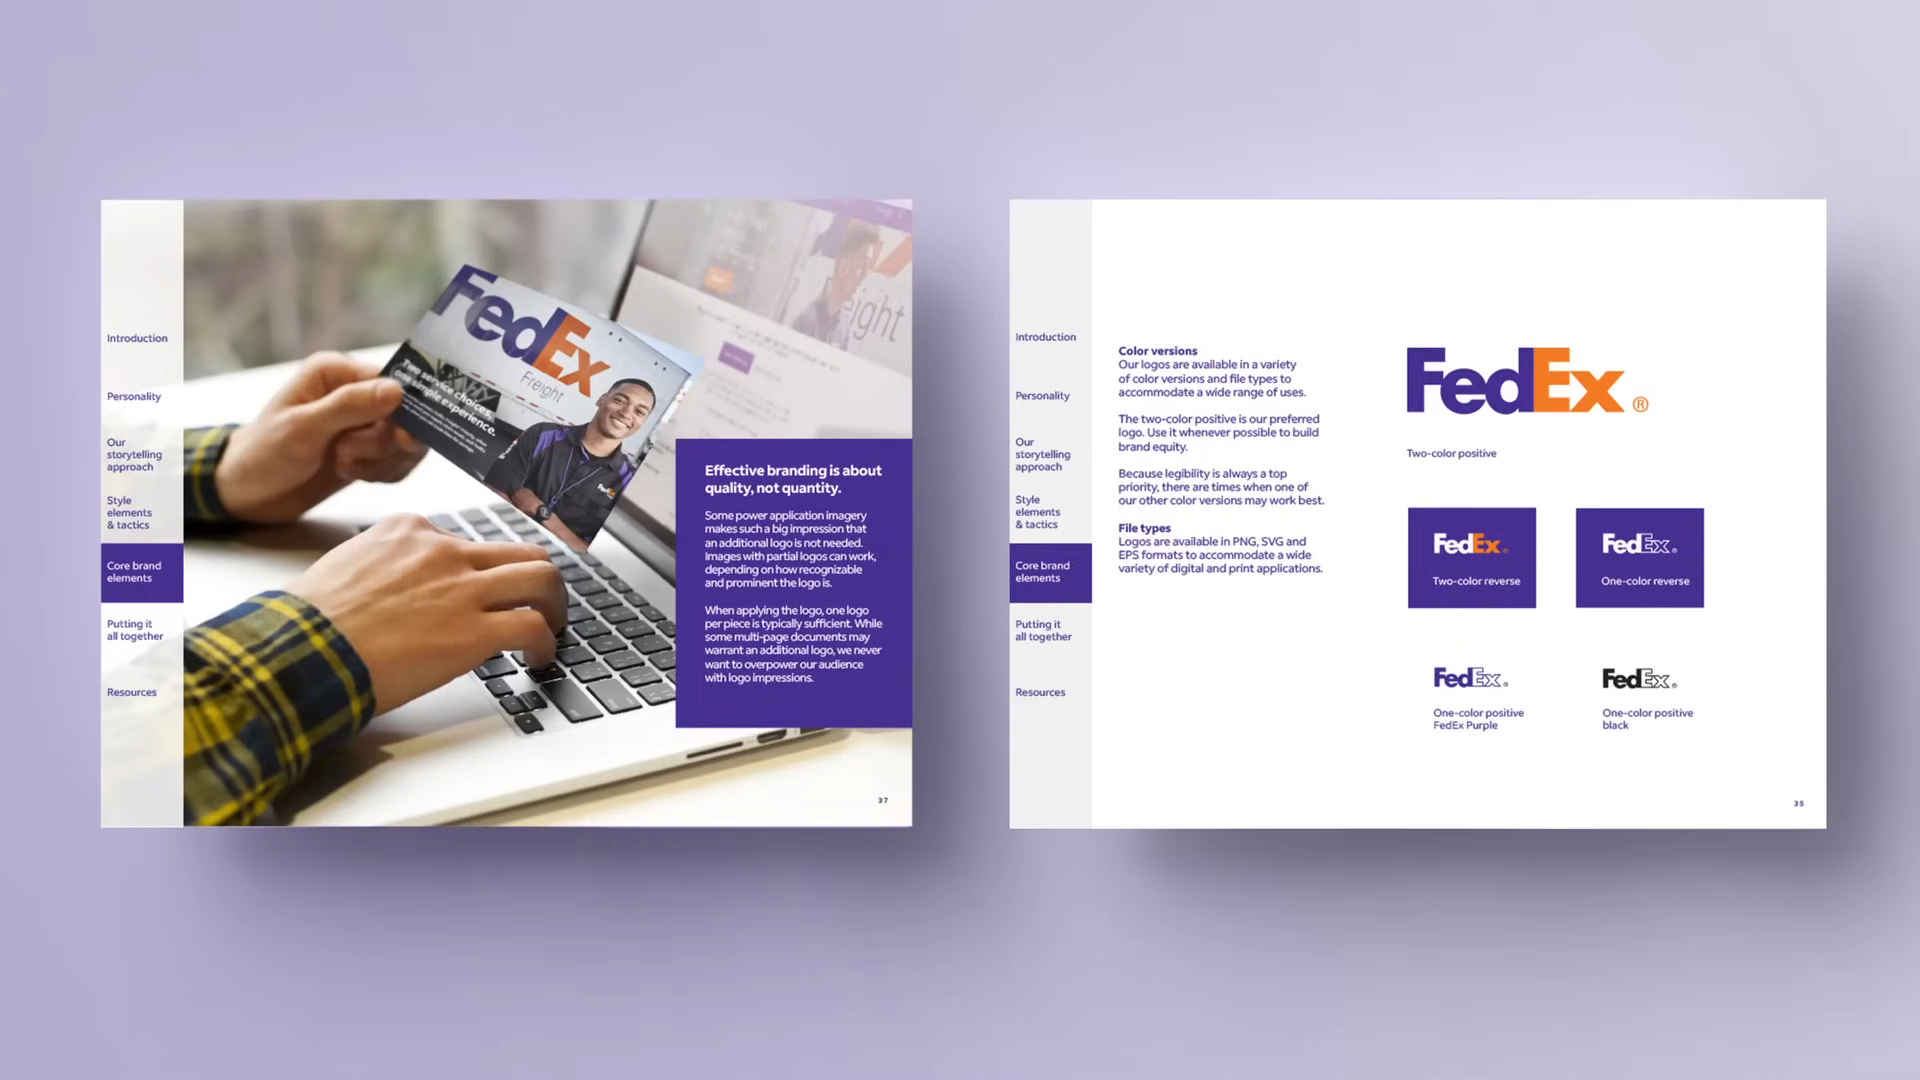 Introduction
Personality
Our
storytelling
approach
Style
elements
& tactics
Core brand
elements
Putting it
all together
Resources
FedEx
Freight
Two service choices,
one simple experience.
FedEx
eight
Effective branding is about
quality, not quantity.
Some power application imagery
makes such a big impression that
an additional logo is not needed.
Images with partial logos can work,
depending on how recognizable
and prominent the logo is.
When applying the logo, one logo
per piece is typically sufficient. While
some multi-page documents may
warrant an additional logo, we never
want to overpower our audience
with logo impressions.
37
Introduction
Personality
Our
storytelling
approach
Style
elements
& tactics
Core brand
elements
Putting it
all together
Resources
Color versions
Our logos are available in a variety
of color versions and file types to
accommodate a wide range of uses.
The two-color positive is our preferred
logo. Use it whenever possible to build
brand equity.
Because legibility is always a top
priority, there are times when one of
our other color versions may work best.
File types
Logos are available in PNG, SVG and
EPS formats to accommodate a wide
variety of digital and print applications.
FedEx ®
Two-color positive
FedEx ®
Two-color reverse
FedEx ®
One-color reverse
FedEx ®
One-color positive
FedEx Purple
FedEx ®
One-color positive
black
35